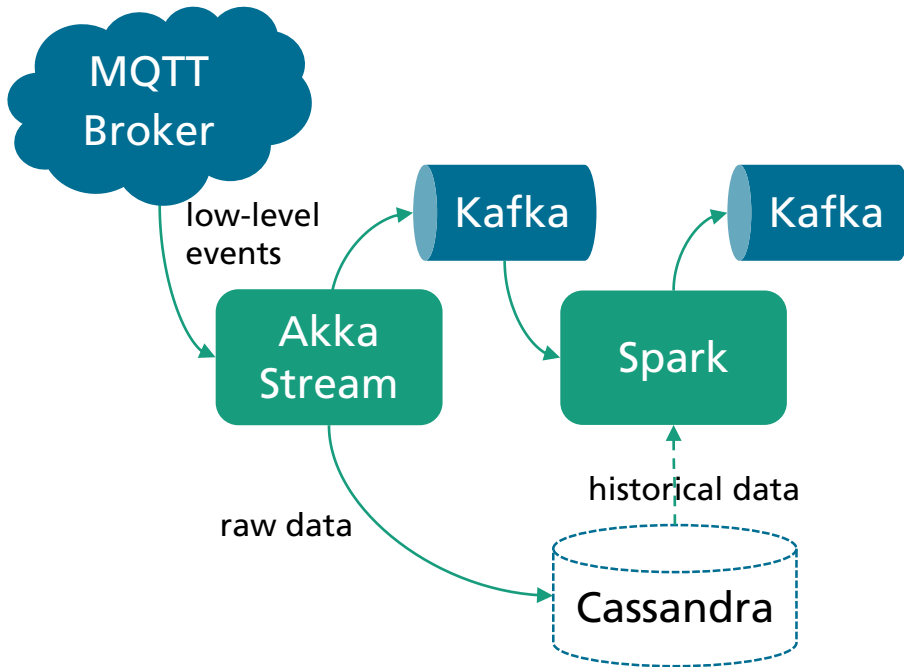 MQTT
Broker
low-level
events
Kafka
Kafka
Akka
Stream
Spark
historical data
raw data
Cassandra